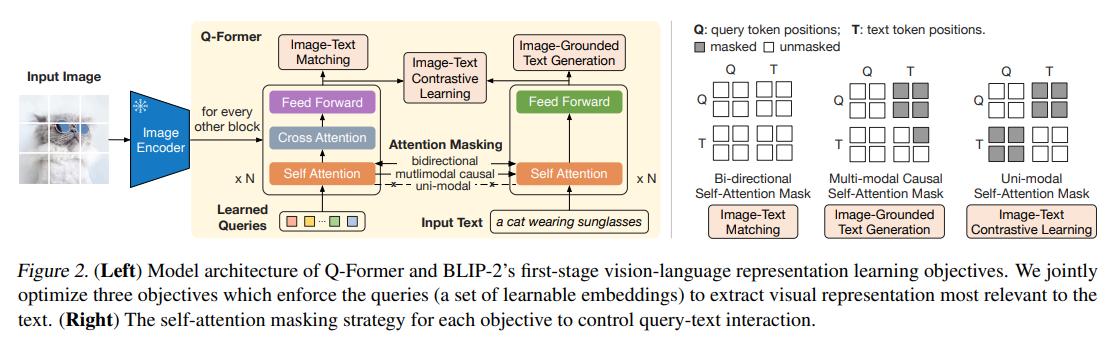 Q-Former
Input Image
Image
Encoder
for every
other block
Image-Text
Matching
Image-Text
Contrastive
Learning
Image-Grounded
Text Generation
Feed Forward
Cross Attention
Self Attention
x N
Attention Masking
bidirectional
mutlimodal causal
uni-modal
Feed Forward
Self Attention
x N
Learned
Queries
...
Input Text
a cat wearing sunglasses
Q: query token positions; T: text token positions.
masked unmasked
Q T
Q
T
Bi-directional
Self-Attention Mask
Image-Text
Matching
Q T
Q
T
Multi-modal Causal
Self-Attention Mask
Image-Grounded
Text Generation
Q T
Q
T
Uni-modal
Self-Attention Mask
Image-Text
Contrastive Learning
Figure 2. (Left) Model architecture of Q-Former and BLIP-2's first-stage vision-language representation learning objectives. We jointly
optimize three objectives which enforce the queries (a set of learnable embeddings) to extract visual representation most relevant to the
text. (Right) The self-attention masking strategy for each objective to control query-text interaction.